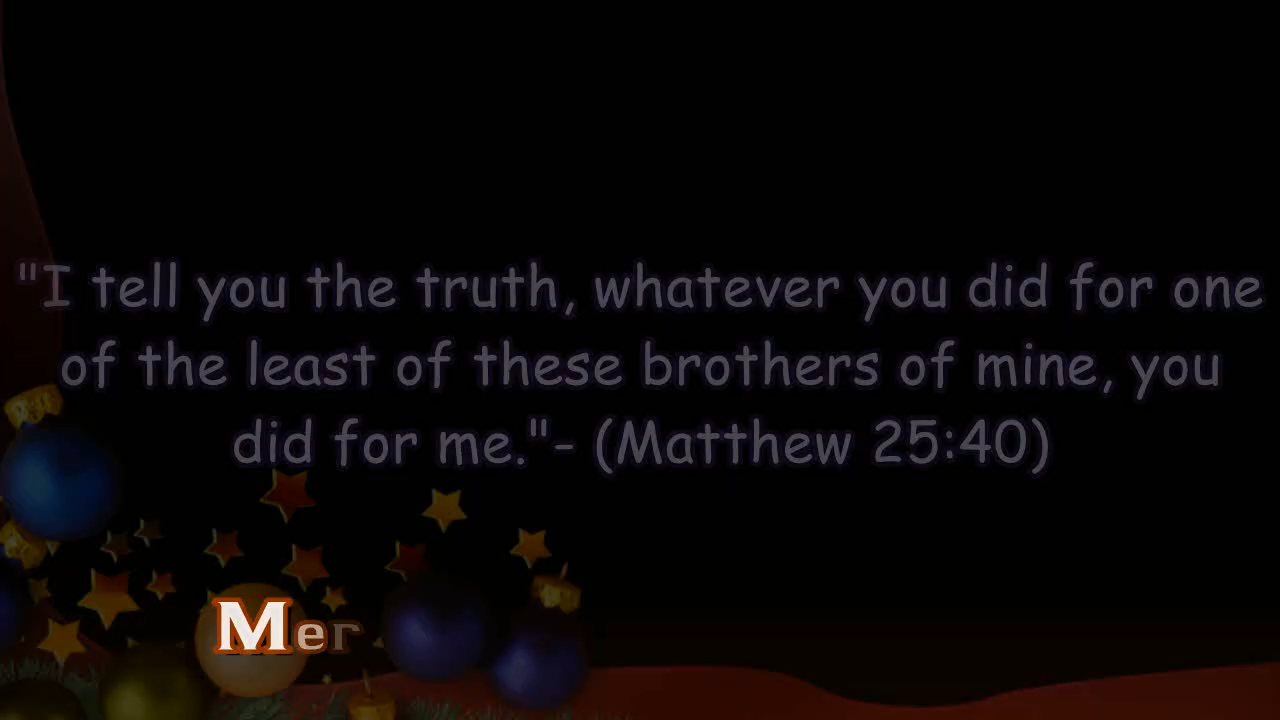 "I tell you the truth, whatever you did for one
of the least of these brothers of mine, you
did for me."- (Matthew 25:40)
Mer